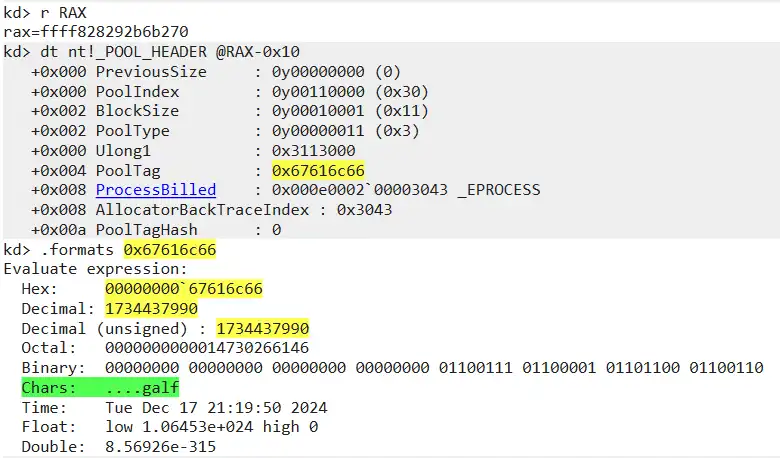 kd> r RAX
rax=ffff828292b6b270
kd> dt nt!_POOL_HEADER @RAX-0x10
+0x000 PreviousSize : 0y00000000 (0)
+0x000 PoolIndex : 0y00110000 (0x30)
+0x002 BlockSize : 0y00010001 (0x11)
+0x002 PoolType : 0y00000011 (0x3)
+0x000 Ulong1 : 0x3113000
+0x004 PoolTag : 0x67616c66
+0x008 ProcessBilled : 0x000e0002`00003043 _EPROCESS
+0x008 AllocatorBackTraceIndex : 0x3043
+0x00a PoolTagHash : 0
kd> .formats 0x67616c66
Evaluate expression:
Hex: 00000000`67616c66
Decimal: 1734437990
Decimal (unsigned) : 1734437990
Octal: 0000000000014730266146
Binary: 00000000 00000000 00000000 00000000 01100111 01100001 01101100 01100110
Chars: ....galf
Time: Tue Dec 17 21:19:50 2024
Float: low 1.06453e+024 high 0
Double: 8.56926e-315